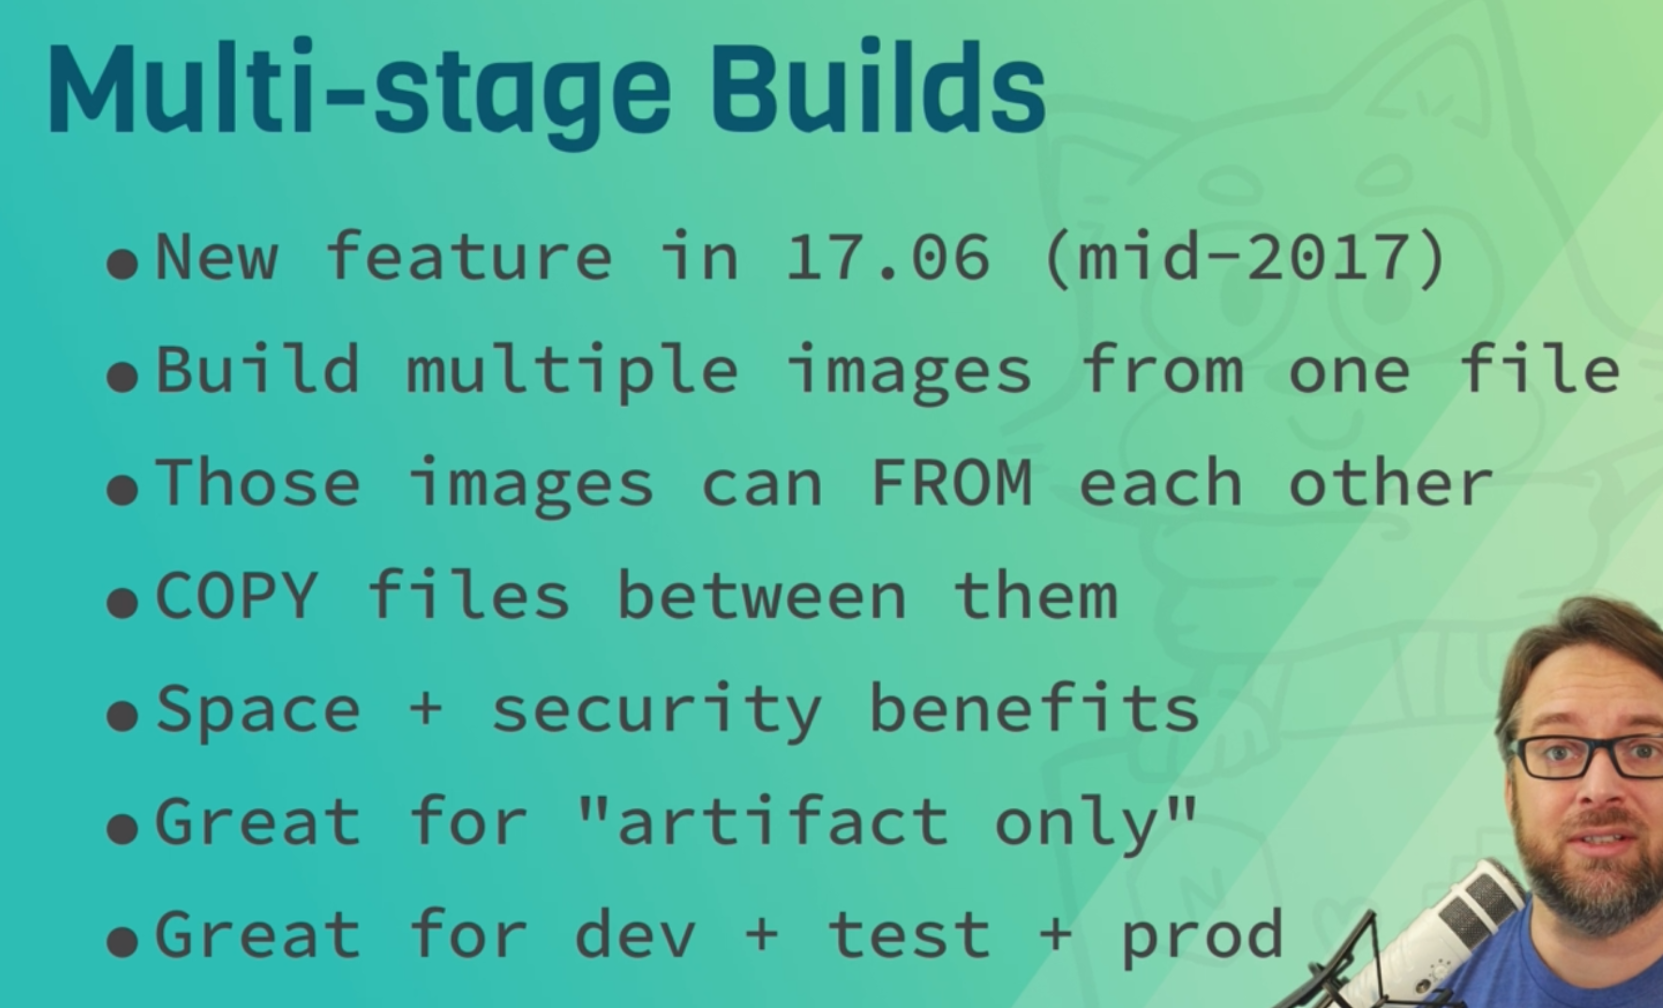 Multi-stage Builds
● New feature in 17.06 (mid-2017)
● Build multiple images from one file
● Those images can FROM each other
● COPY files between them
● Space + security benefits
● Great for "artifact only"
● Great for dev + test + prod
N